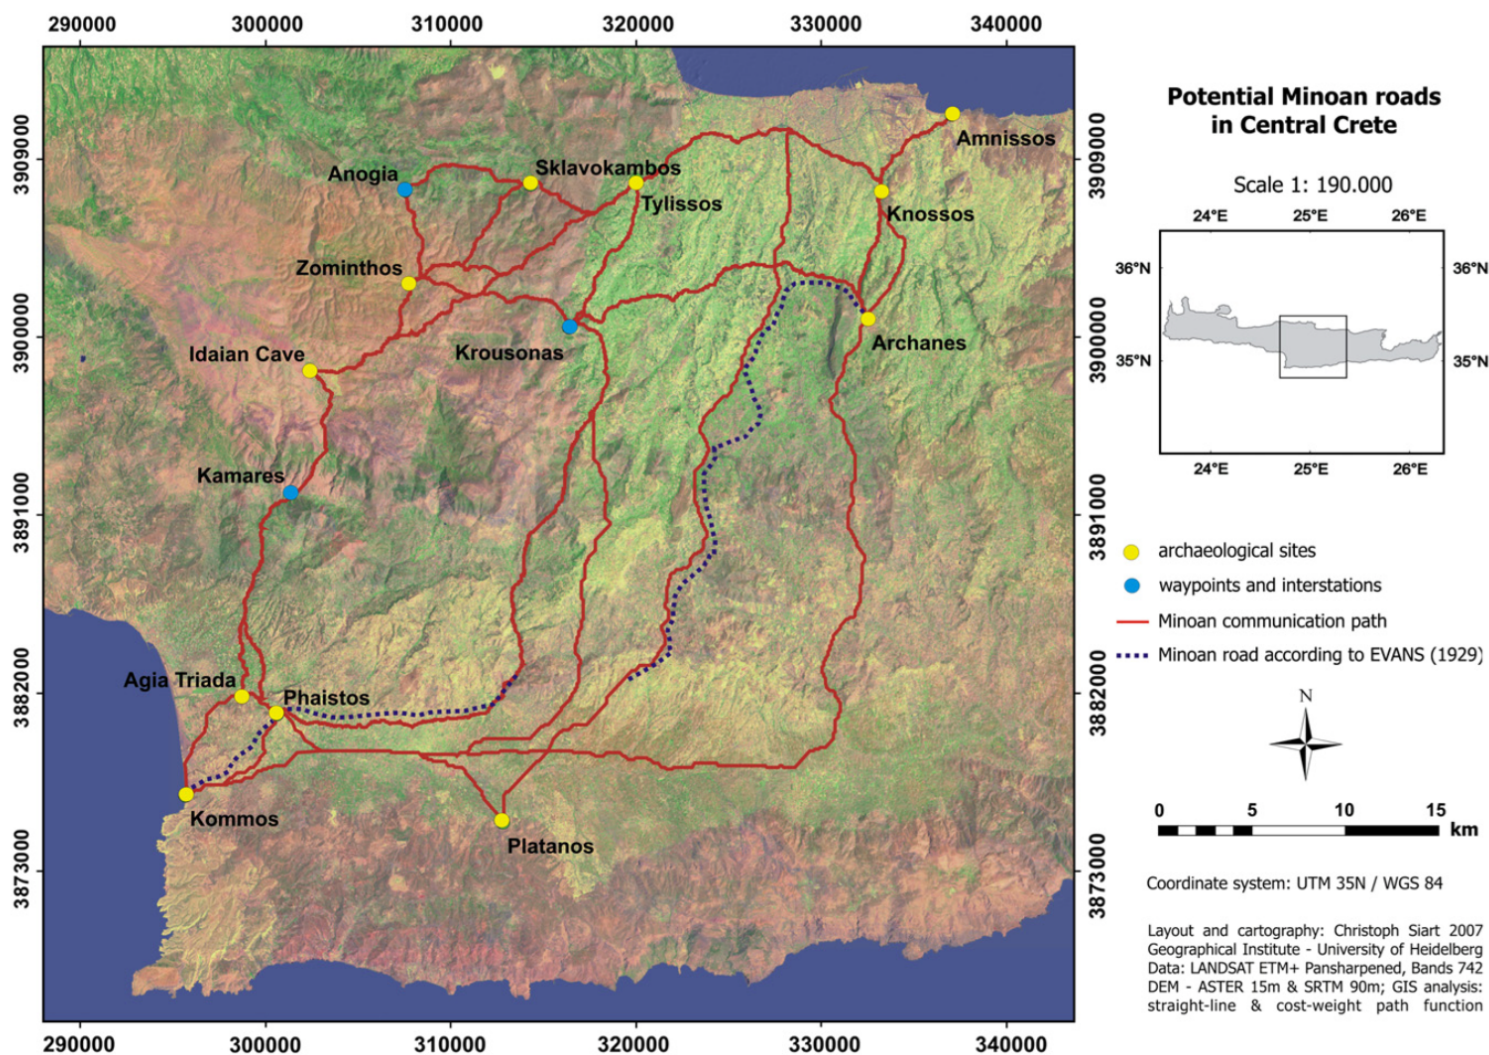 290000 300000 310000 320000 330000 340000
3909000
3900000
3891000
3882000
3873000
Anogia
Sklavokambos
Tylissos
Amnissos
Knossos
Zominthos
Krousonas
Archanes
Idaian Cave
Kamares
Agia Triada
Phaistos
Kommos
Platanos
3909000
3900000
3891000
3882000
3873000
290000 300000 310000 320000 330000 340000
Potential Minoan roads
in Central Crete
Scale 1: 190.000
24°E 25°E 26°E
36°N 36°N
35°N 35°N
24°E 25°E 26°E
archaeological sites
waypoints and interstations
Minoan communication path
Minoan road according to EVANS (1929)
N
0 5 10 15 km
Coordinate system: UTM 35N / WGS 84
Layout and cartography: Christoph Siart 2007
Geographical Institute - University of Heidelberg
Data: LANDSAT ETM+ Pansharpened, Bands 742
DEM - ASTER 15m & SRTM 90m; GIS analysis:
straight-line & cost-weight path function